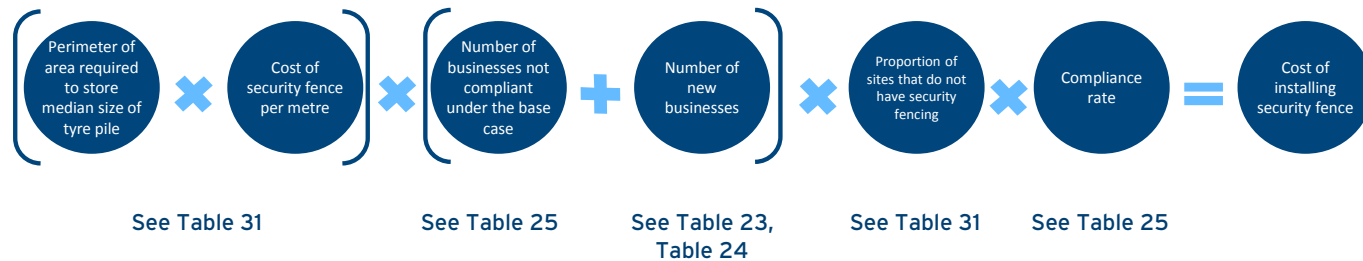 Perimeter of
area required
to store
median size of
tyre pile
Cost of
security fence
per metre
Number of
businesses not
compliant
under the base
case
Number of
new
businesses
Proportion of
sites that do not
have security
fencing
Compliance
rate
Cost of
installing
security fence
See Table 31
See Table 25
See Table 23,
Table 24
See Table 31
See Table 25